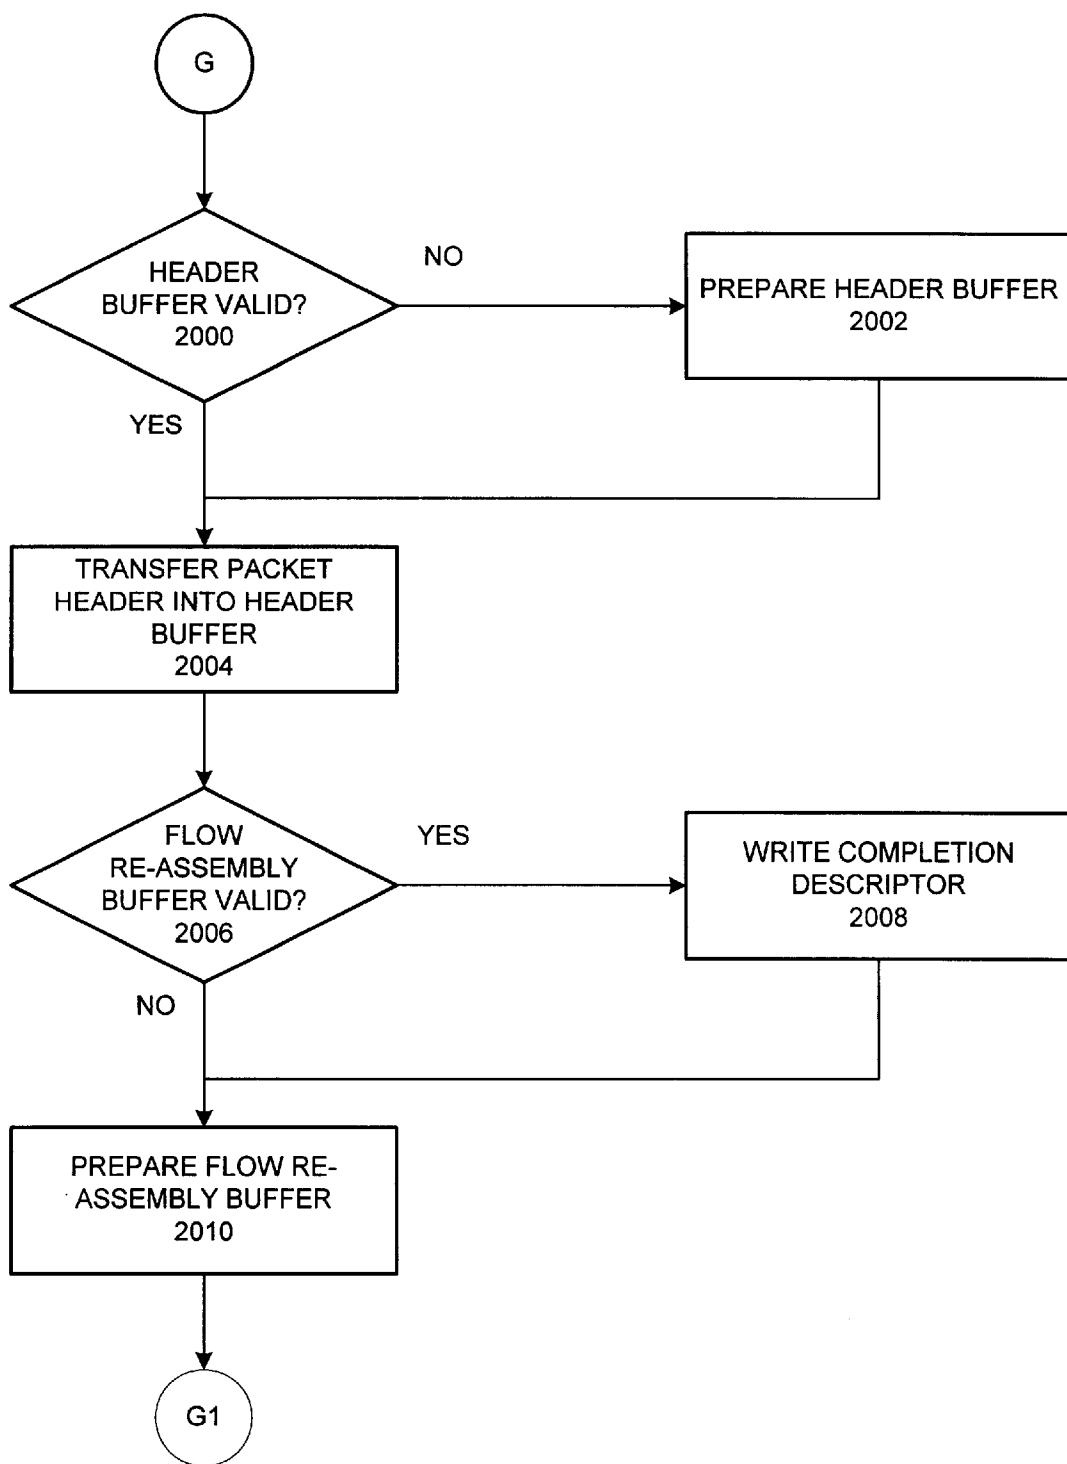 G
HEADER
BUFFER VALID?
2000
NO
PREPARE HEADER BUFFER
2002
YES
TRANSFER PACKET
HEADER INTO HEADER
BUFFER
2004
FLOW
RE-ASSEMBLY
BUFFER VALID?
2006
YES
WRITE COMPLETION
DESCRIPTOR
2008
NO
PREPARE FLOW RE-
ASSEMBLY BUFFER
2010
G1